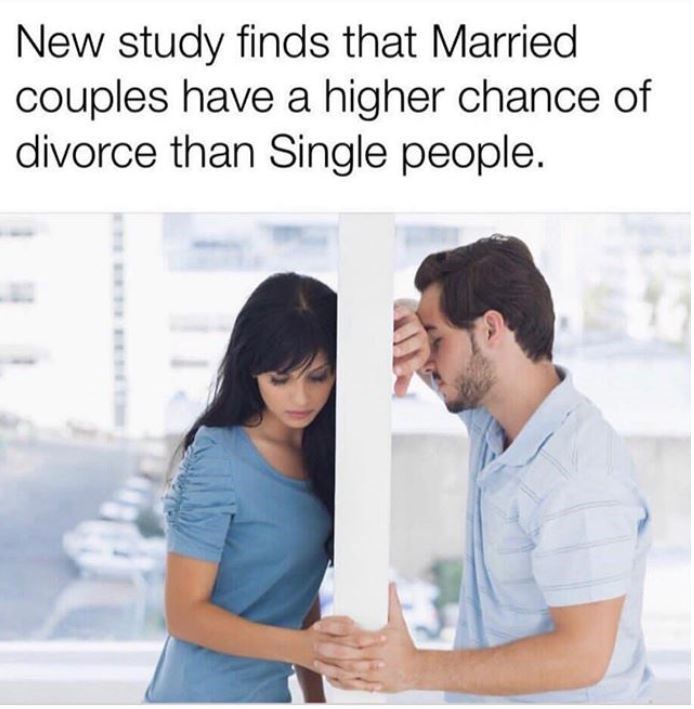 New study finds that Married
couples have a higher chance of
divorce than Single people.